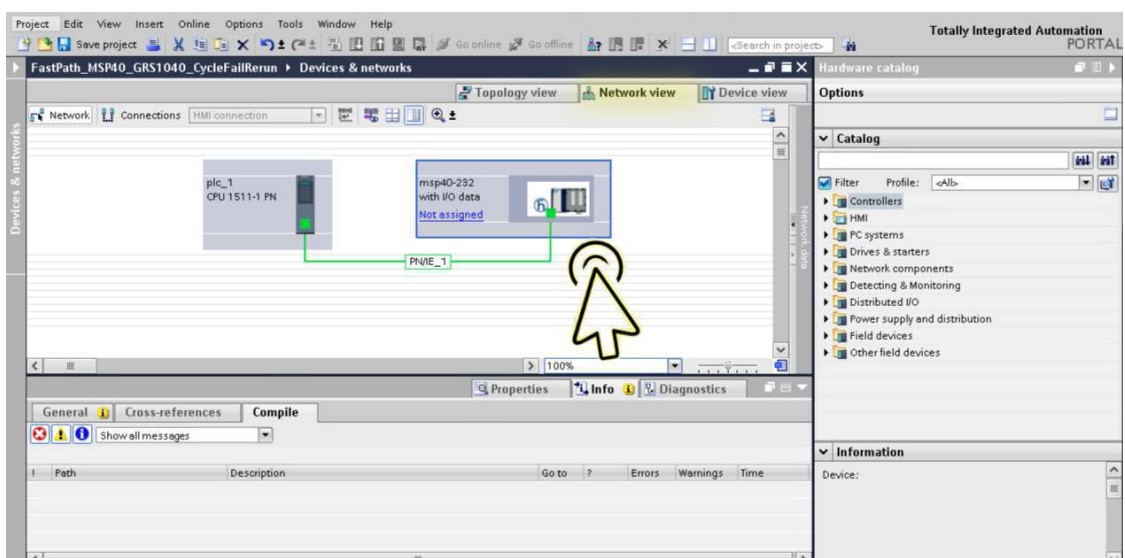 Project Edit View Insert Online Options Tools Window Help
Totally Integrated Automation
PORTAL
Save project Go online Go offline <Search in project>
FastPath_MSP40_GRS1040_CycleFailRerun Devices & networks
Hardware catalog
Topology view Network view Device view
Options
Network Connections HMI connection
Catalog
Devices & networks
plc_1
CPU 1511-1 PN
msp40-232
with I/O data
Not assigned
PN/IE_1
Network data
Filter Profile: <All>
Controllers
HMI
PC systems
Drives & starters
Network components
Detecting & Monitoring
Distributed I/O
Power supply and distribution
Field devices
Other field devices
100%
Properties Info Diagnostics
General Cross-references Compile
Show all messages
Information
! Path Description Go to ? Errors Warnings Time
Device: